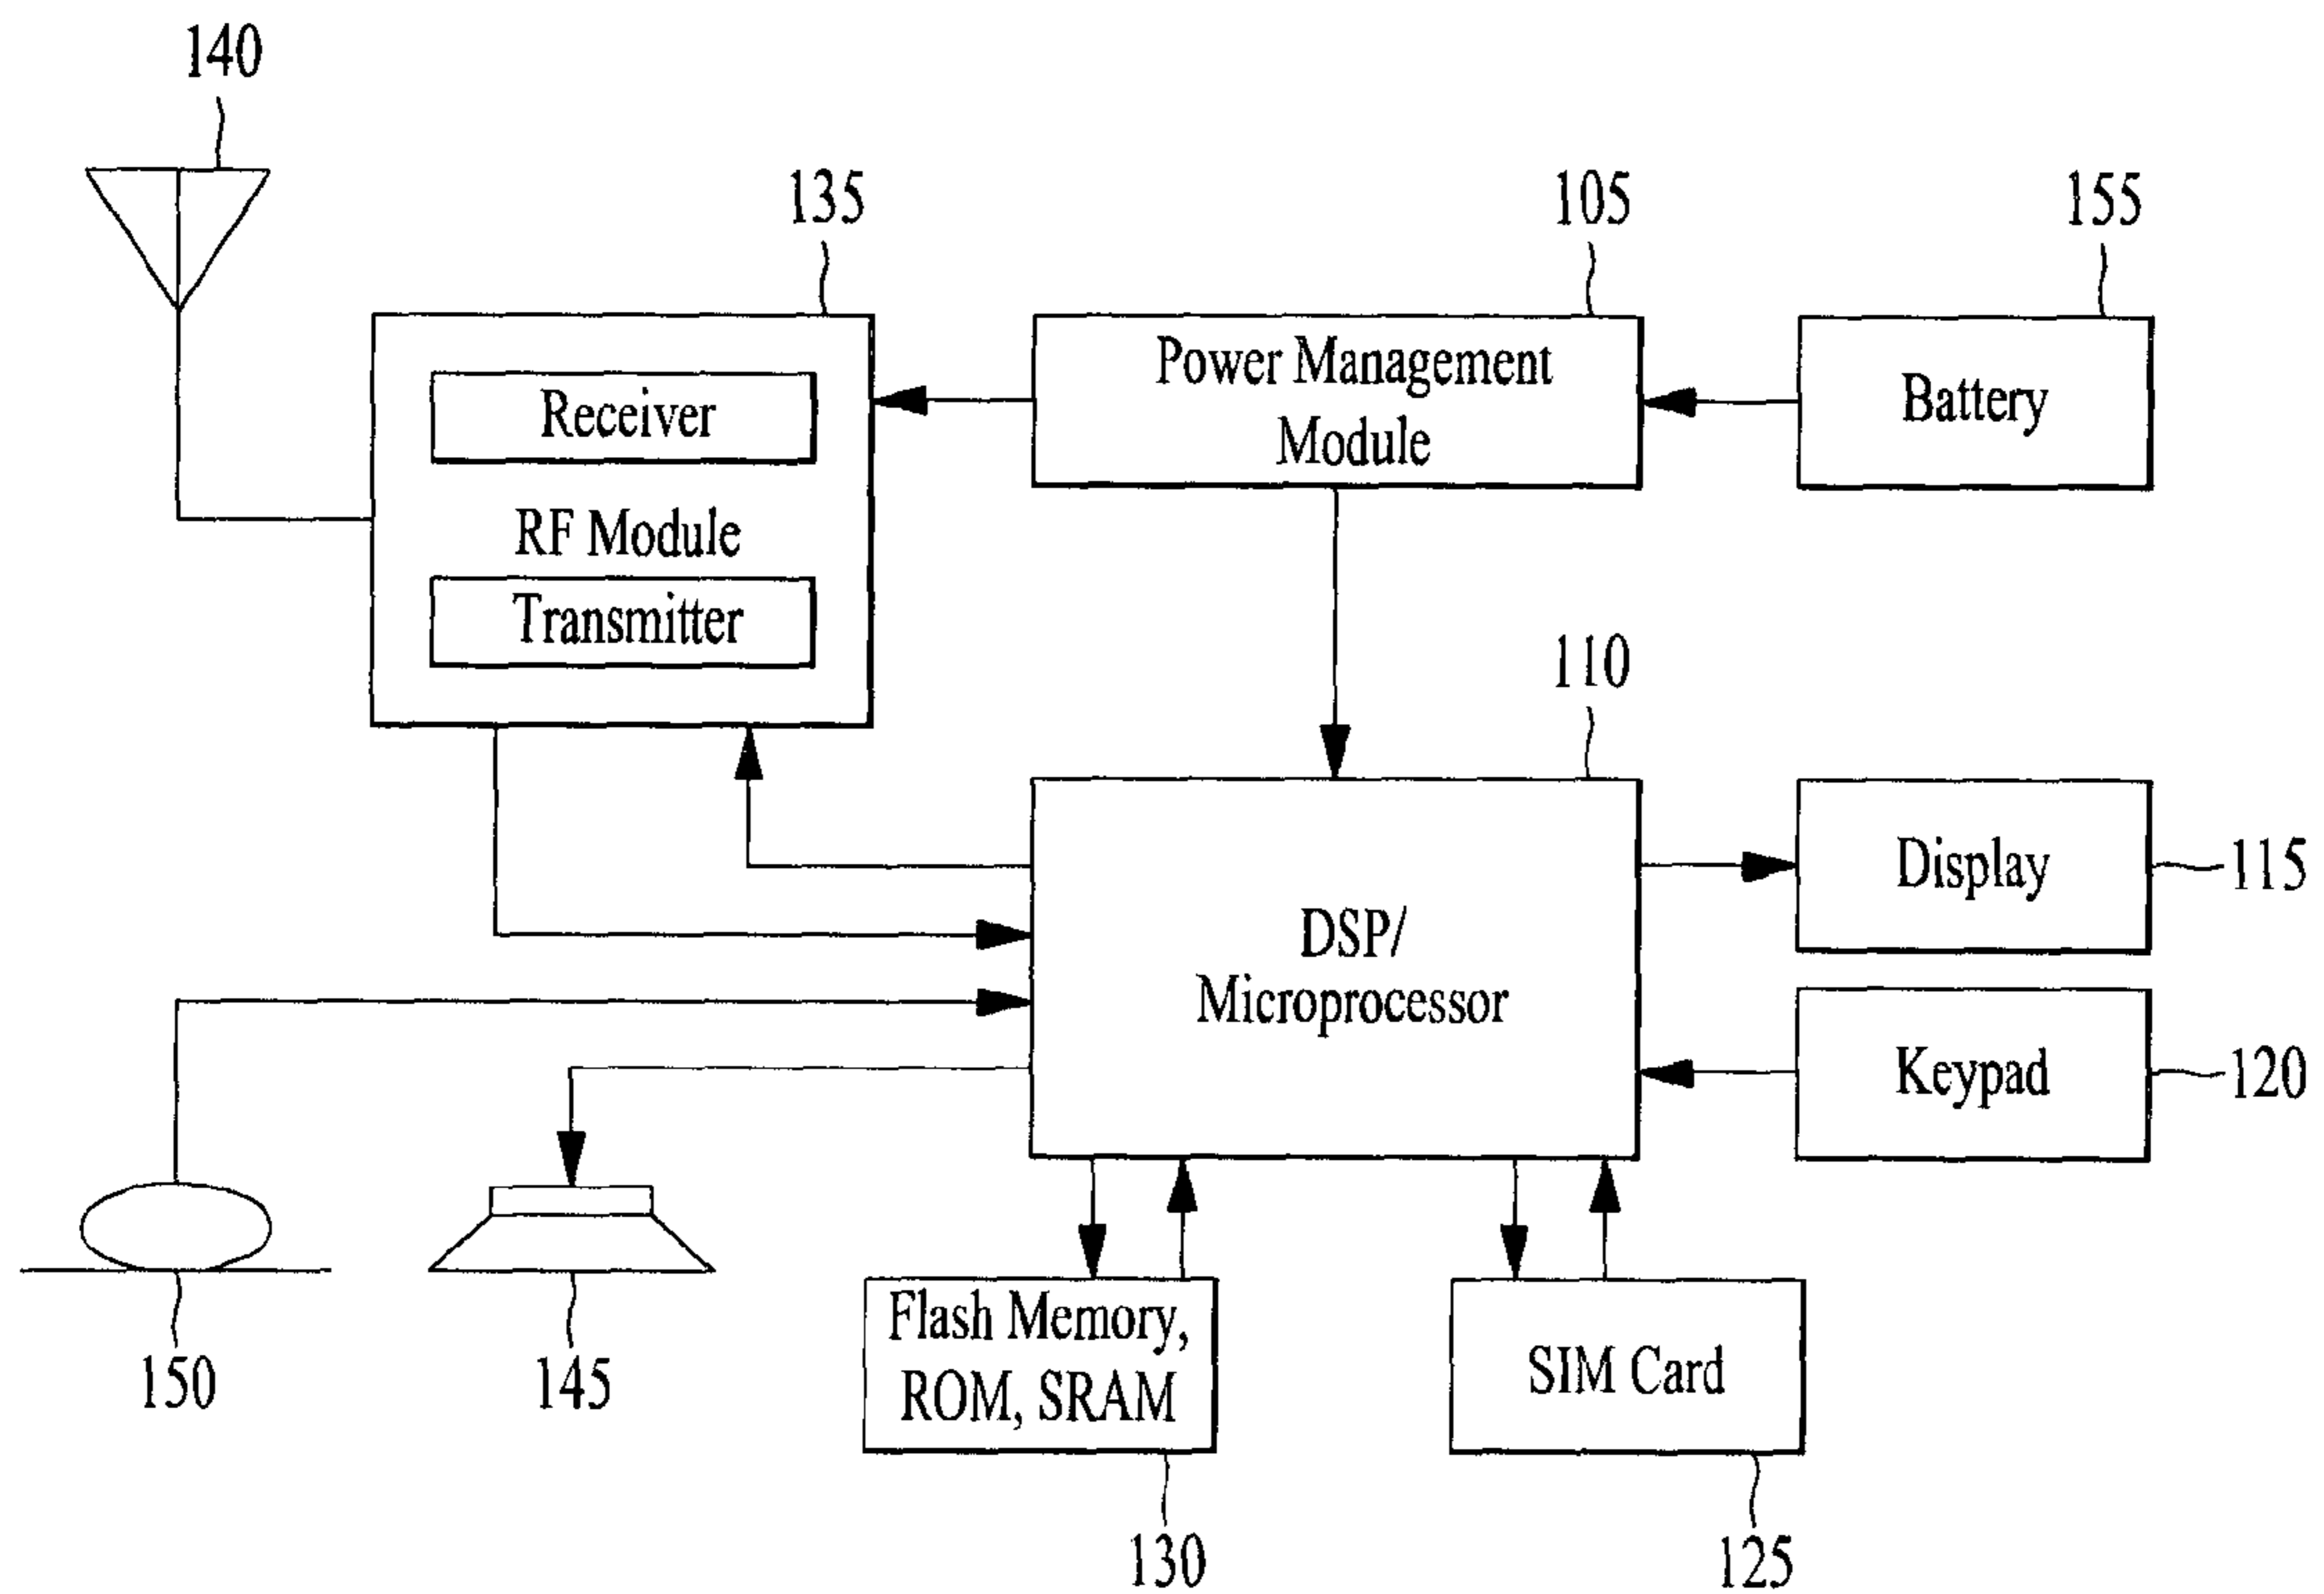 140
135
105
155
Receiver
RF Module
Transmitter
Power Management
Module
Battery
110
DSP/
Microprocessor
Display
115
Keypad
120
150
145
Flash Memory,
ROM, SRAM
SIM Card
130
125